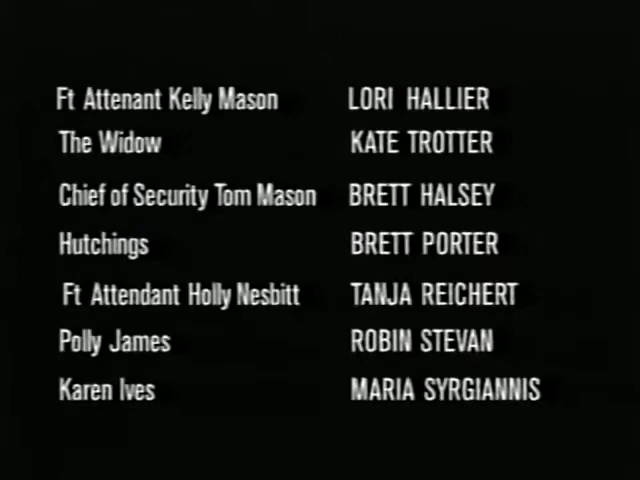 Ft Attenant Kelly Mason LORI HALLIER
The Widow KATE TROTTER
Chief of Security Tom Mason BRETT HALSEY
Hutchings BRETT PORTER
Ft Attendant Holly Nesbitt TANJA REICHERT
Polly James ROBIN STEVAN
Karen Ives MARIA SYRGIANNIS